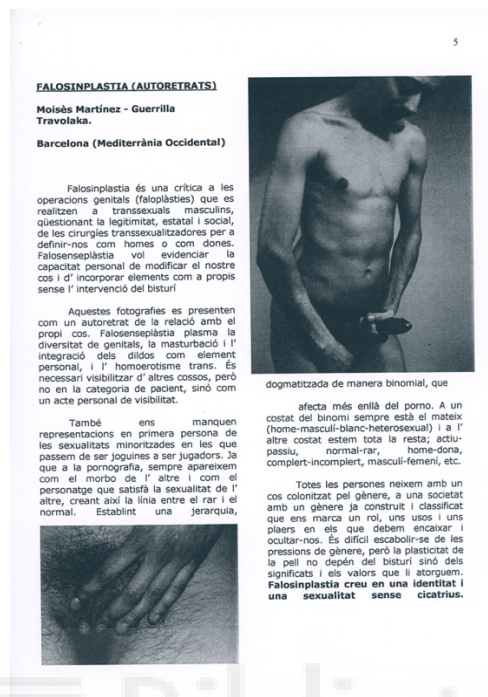 5
FALOSINPLASTIA (AUTORETRATS)
Moisès Martínez - Guerrilla
Travolaka.
Barcelona (Mediterrània Occidental)
Falosinplastia és una crítica a les
operacions genitals (faloplàsties) que es
realitzen a transsexuals masculins,
qüestionant la legitimitat, estatal i social,
de les cirurgíes transsexualitzadores per a
definir-nos com homes o com dones.
Falosenseplàstia vol evidenciar la
capacitat personal de modificar el nostre
cos i d' incorporar elements com a propis
sense l' intervenció del bisturí
Aquestes fotografies es presenten
com un autoretrat de la relació amb el
propi cos. Falosenseplàstia plasma la
diversitat de genitals, la masturbació i l'
integració dels dildos com element
personal, i l' homoerotisme trans. És
necessari visibilitzar d' altres cossos, però
no en la categoria de pacient, sinó com
un acte personal de visibilitat.
També ens manquen
representacions en primera persona de
les sexualitats minoritzades en les que
passem de ser joguines a ser jugadors. Ja
que a la pornografia, sempre apareixem
com el morbo de l' altre i com el
personatge que satisfà la sexualitat de l'
altre, creant així la línia entre el rar i el
normal. Establint una jerarquia,
dogmatitzada de manera binomial, que
afecta més enllà del porno. A un
costat del binomi sempre està el mateix
(home-masculí-blanc-heterosexual) i a l'
altre costat estem tota la resta; actiu-
passiu, normal-rar, home-dona,
complert-incomplert, masculí-femení, etc.
Totes les persones neixem amb un
cos colonitzat pel gènere, a una societat
amb un gènere ja construit i classificat
que ens marca un rol, uns usos i uns
plaers en els que debem encaixar i
ocultar-nos. És difícil escabolir-se de les
pressions de gènere, però la plasticitat de
la pell no depén del bisturí sinó dels
significats i els valors que li atorguem.
Falosinplastia creu en una identitat i
una sexualitat sense cicatrius.